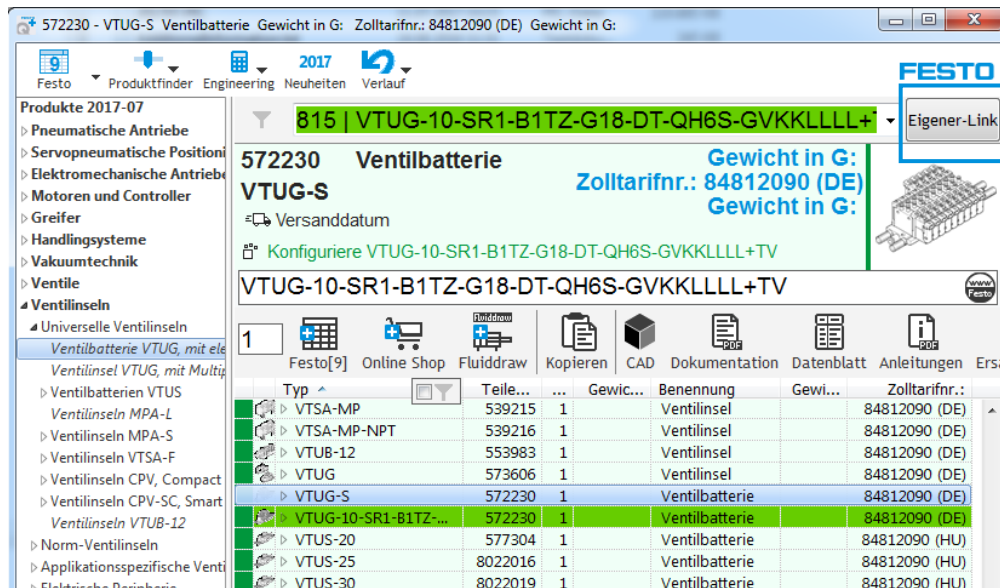 572230 - VTUG-S Ventilbatterie Gewicht in G: Zolltarifnr.: 84812090 (DE) Gewicht in G:
9 2017
Festo Produktfinder Engineering Neuheiten Verlauf
FESTO
Eigener-Link
Produkte 2017-07
Pneumatische Antriebe
Servopneumatische Positioni
Elektromechanische Antriebe
Motoren und Controller
Greifer
Handlingsysteme
Vakuumtechnik
Ventile
Ventilinseln
Universelle Ventilinseln
Ventilbatterie VTUG, mit ele
Ventilinsel VTUG, mit Multip
Ventilbatterien VTUS
Ventilinseln MPA-L
Ventilinseln MPA-S
Ventilinseln VTSA-F
Ventilinseln CPV, Compact
Ventilinseln CPV-SC, Smart
Ventilinseln VTUB-12
Norm-Ventilinseln
Applikationsspezifische Venti
Elektrische Peripherie
815 | VTUG-10-SR1-B1TZ-G18-DT-QH6S-GVKKLLLL+T
572230 Ventilbatterie
VTUG-S
Gewicht in G:
Zolltarifnr.: 84812090 (DE)
Gewicht in G:
Versanddatum
Konfiguriere VTUG-10-SR1-B1TZ-G18-DT-QH6S-GVKKLLLL+TV
VTUG-10-SR1-B1TZ-G18-DT-QH6S-GVKKLLLL+TV
www Festo
1
Fluiddraw
PDF PDF
Festo[9] Online Shop Fluiddraw Kopieren CAD Dokumentation Datenblatt Anleitungen Ersa
Typ Teile... ... Gewic... Benennung Gewi... Zolltarifnr.:
VTSA-MP 539215 1 Ventilinsel 84812090 (DE)
VTSA-MP-NPT 539216 1 Ventilinsel 84812090 (DE)
VTUB-12 553983 1 Ventilinsel 84812090 (DE)
VTUG 573606 1 Ventilinsel 84812090 (DE)
VTUG-S 572230 1 Ventilbatterie 84812090 (DE)
VTUG-10-SR1-B1TZ-... 572230 1 Ventilbatterie 84812090 (DE)
VTUS-20 577304 1 Ventilbatterie 84812090 (HU)
VTUS-25 8022016 1 Ventilbatterie 84812090 (HU)
VTUS-30 8022019 1 Ventilbatterie 84812090 (HU)